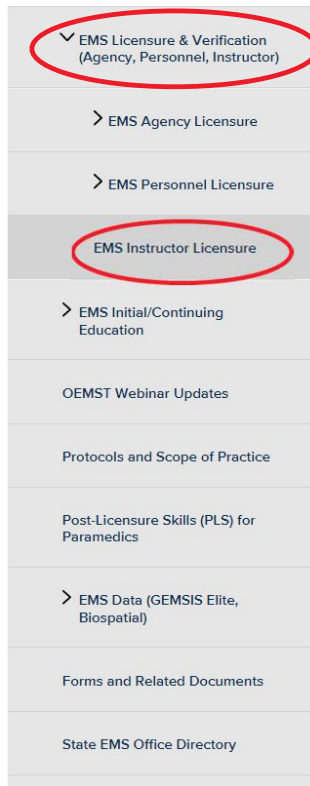 EMS Licensure & Verification
(Agency, Personnel, Instructor)
EMS Agency Licensure
EMS Personnel Licensure
EMS Instructor Licensure
EMS Initial/Continuing
Education
OEMST Webinar Updates
Protocols and Scope of Practice
Post-Licensure Skills (PLS) for
Paramedics
EMS Data (GEMSIS Elite,
Biospatial)
Forms and Related Documents
State EMS Office Directory